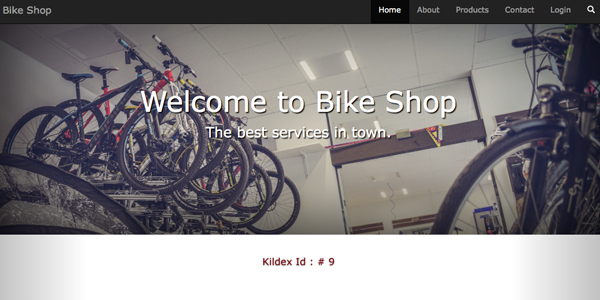 Bike Shop Home About Products Contact Login
Welcome to Bike Shop
The best services in town.
Kildex Id : # 9